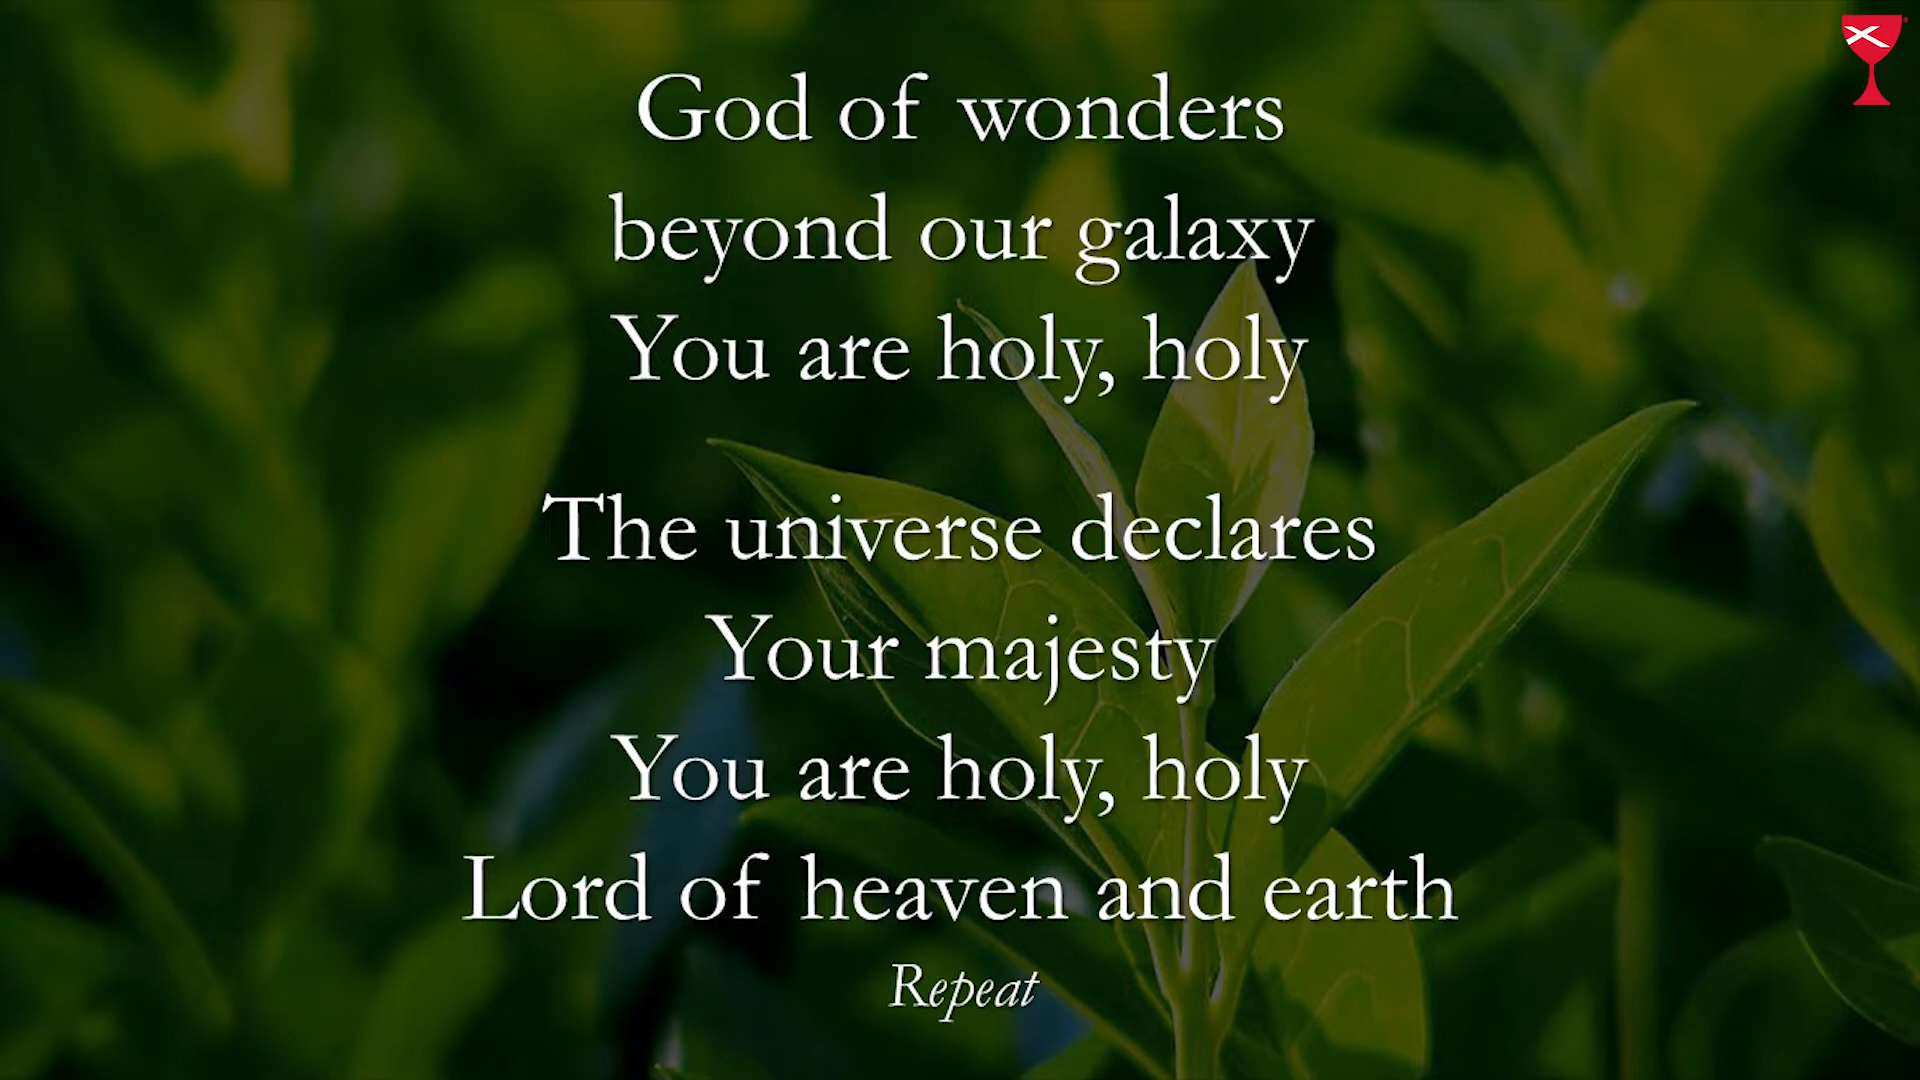 God of wonders
beyond our galaxy
You are holy, holy
The universe declares
Your majesty
You are holy, holy
Lord of heaven and earth
Repeat